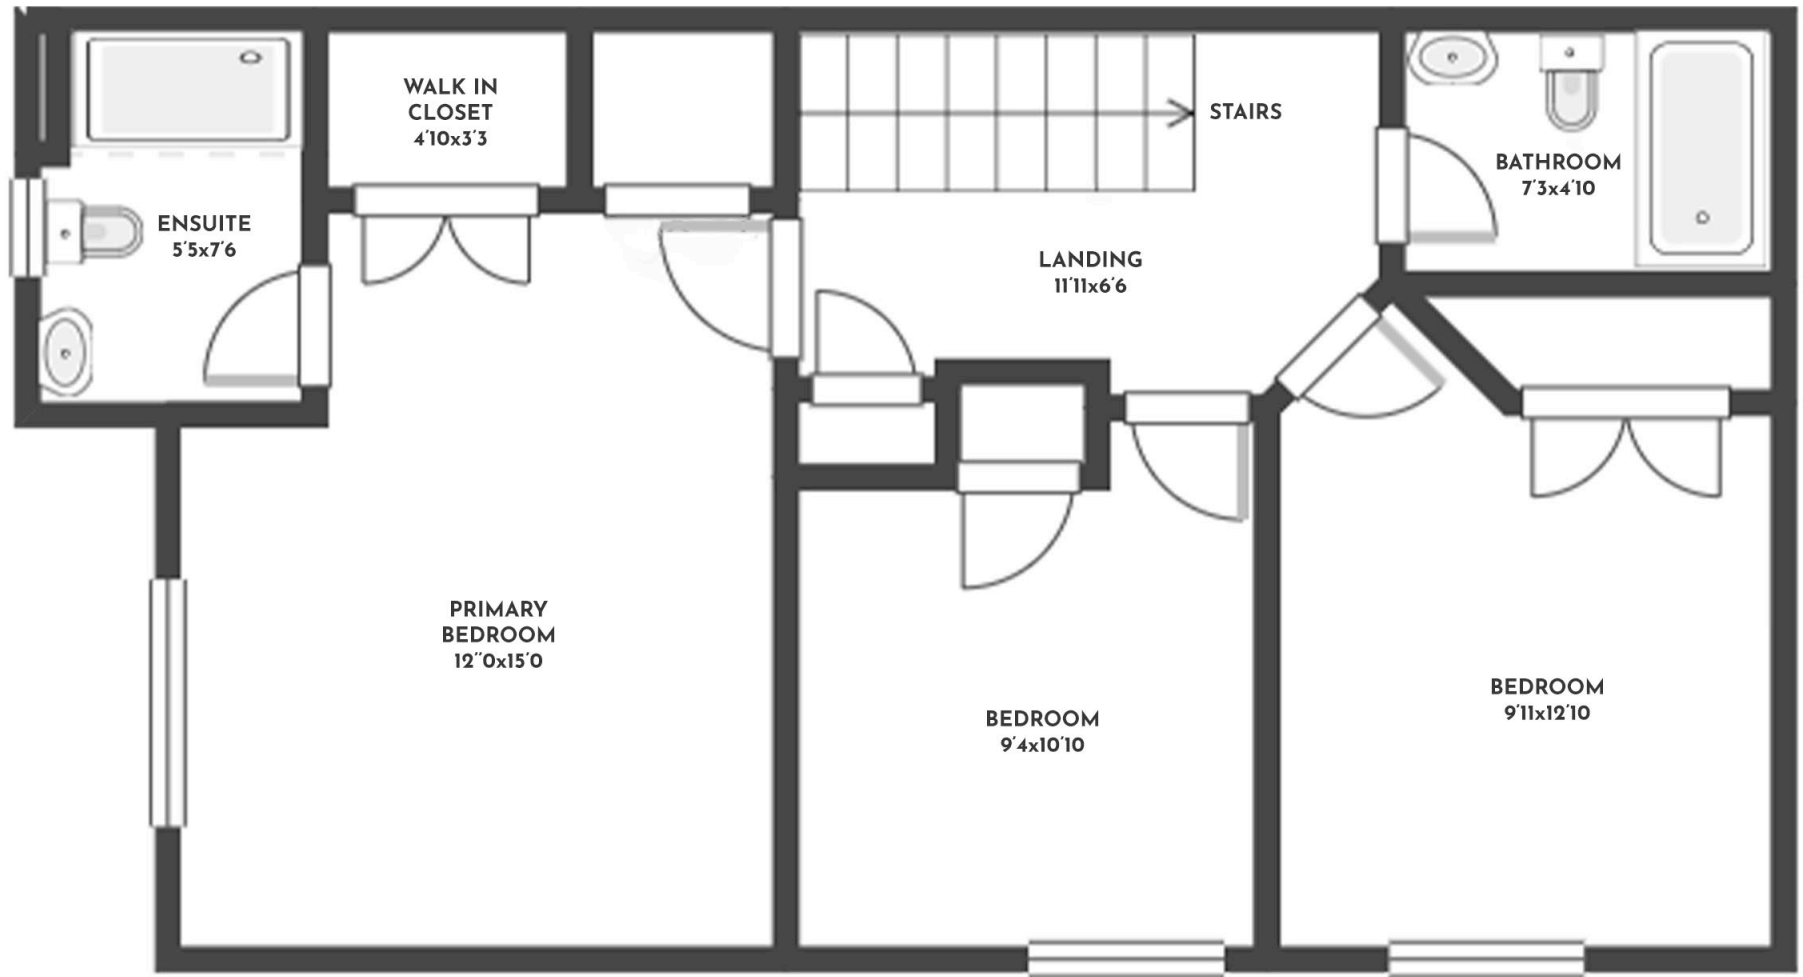 WALK IN
CLOSET
4'10x3'3
STAIRS
BATHROOM
7'3x4'10
ENSUITE
5'5x7'6
LANDING
11'11x6'6
PRIMARY
BEDROOM
12''0x15'0
BEDROOM
9'4x10'10
BEDROOM
9'11x12'10